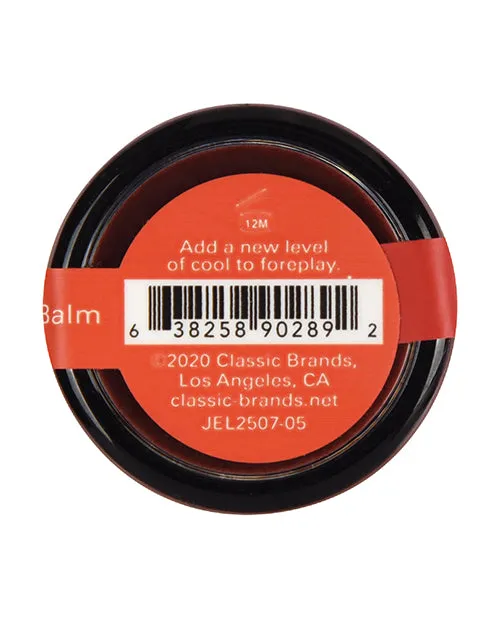 12M
Add a new level
of cool to foreplay.
Balm
6 38258 90289 2
©2020 Classic Brands,
Los Angeles, CA
classic-brands.net
JEL2507-05